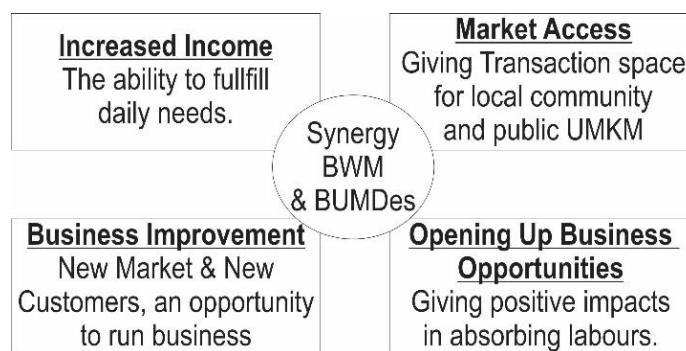 Increased Income
The ability to fullfill
daily needs.
Market Access
Giving Transaction space
for local community
and public UMKM
Synergy
BWM
& BUMDes
Business Improvement
New Market & New
Customers, an opportunity
to run business
Opening Up Business
Opportunities
Giving positive impacts
in absorbing labours.